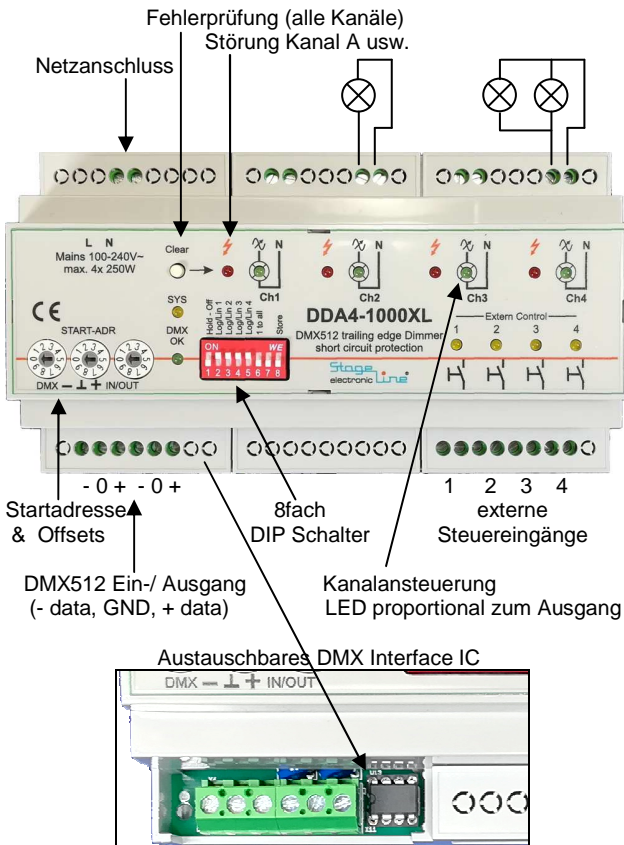 Fehlerprüfung (alle Kanäle)
Störung Kanal A usw.
Netzanschluss
L N
Mains 100-240V~
max. 4x 250W
Clear
N
N
N
N
Ch1
Ch2
Ch3
Ch4
CE
SYS
DMX
OK
START-ADR
Hold - Off
Log/Lin 1
Log/Lin 2
Log/Lin 3
Log/Lin 4
1 to all
Store
ON WE
1 2 3 4 5 6 7 8
DDA4-1000XL
DMX512 trailing edge Dimmer
short circuit protection
Stage Line
electronic
Extern Control
1 2 3 4
DMX − ⊥ + IN/OUT
- 0 + - 0 +
1 2 3 4
Startadresse
& Offsets
8fach
DIP Schalter
externe
Steuereingänge
DMX512 Ein-/ Ausgang
(- data, GND, + data)
Kanalansteuerung
LED proportional zum Ausgang
Austauschbares DMX Interface IC
DMX − ⊥ + IN/OUT